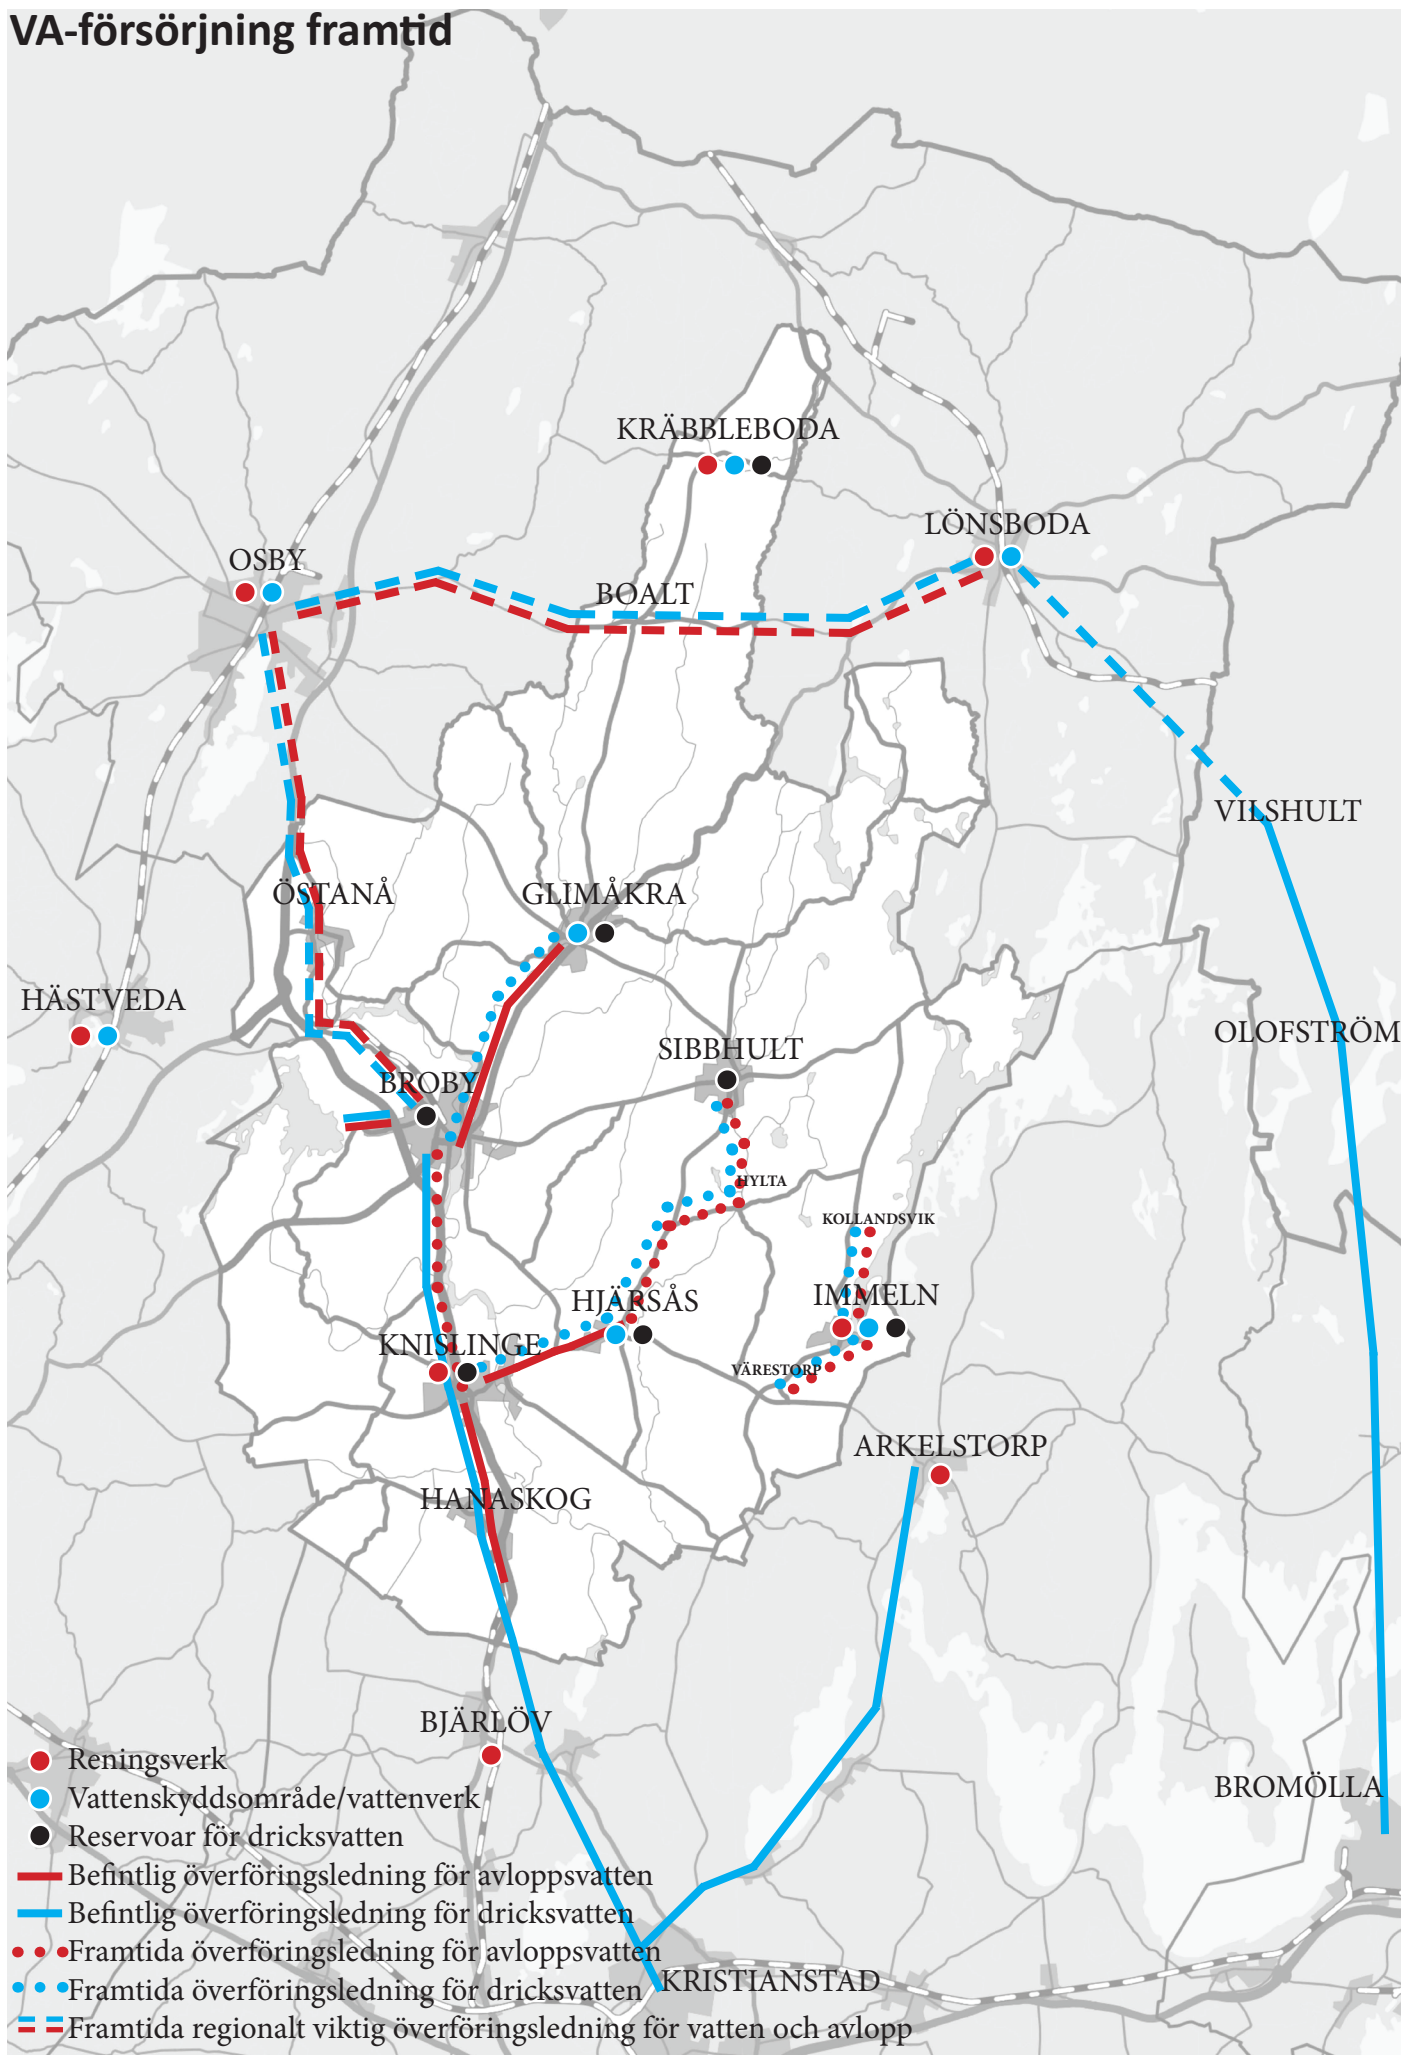 VA-försörjning framtid
KRÄBBLEBODA
LÖNSBODA
OSBY
BOALT
VILSHULT
ÖSTANÅ
GLIMÅKRA
HÄSTVEDA
OLOFSTRÖM
SIBBHULT
BROBY
HYLTA
KOLLANDSVIK
IMMELN
HJÄRSÅS
KNISLINGE
VÄRESTORP
ARKELSTORP
HANASKOG
BJÄRLÖV
BROMÖLLA
KRISTIANSTAD
Reningsverk
Vattenskyddsområde/vattenverk
Reservoar för dricksvatten
Befintlig överföringsledning för avloppsvatten
Befintlig överföringsledning för dricksvatten
Framtida överföringsledning för avloppsvatten
Framtida överföringsledning för dricksvatten
Framtida regionalt viktig överföringsledning för vatten och avlopp